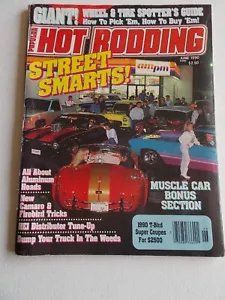 GIANT! WHEEL & TIRE SPOTTER'S GUIDE
How To Pick 'Em, How To Buy 'Em!
POPULAR
HOT RODDING
JUNE 1990
STREET
SMARTS!
ampm
All About
Aluminum
Heads
New
Camaro &
Firebird Tricks
HEI Distributor Tune-Up
Dump Your Truck In The Weeds
MUSCLE CAR
BONUS
SECTION
1990 T-Bird
Super Coupes
For $2500